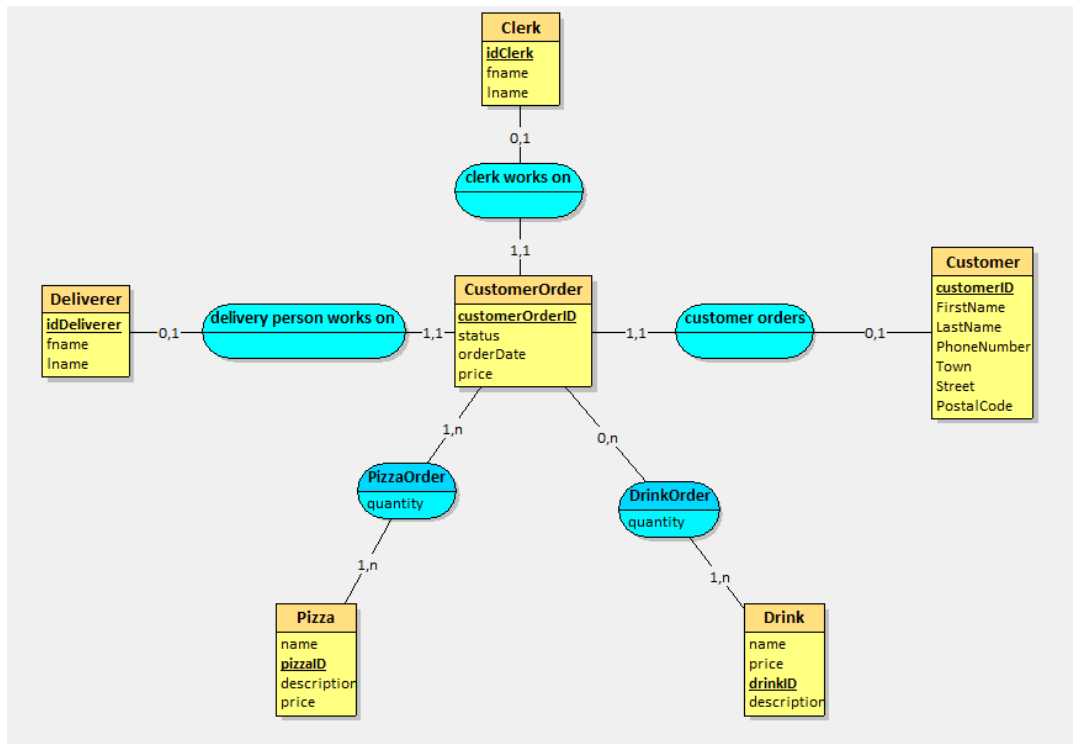 Clerk
idClerk
fname
lname
0,1
clerk works on
1,1
Deliverer
idDeliverer
fname
lname
0,1
delivery person works on
1,1
CustomerOrder
customerOrderID
status
orderDate
price
1,1
customer orders
0,1
Customer
customerID
FirstName
LastName
PhoneNumber
Town
Street
PostalCode
1,n
PizzaOrder
quantity
1,n
0,n
DrinkOrder
quantity
1,n
Pizza
name
pizzaID
description
price
Drink
name
price
drinkID
description